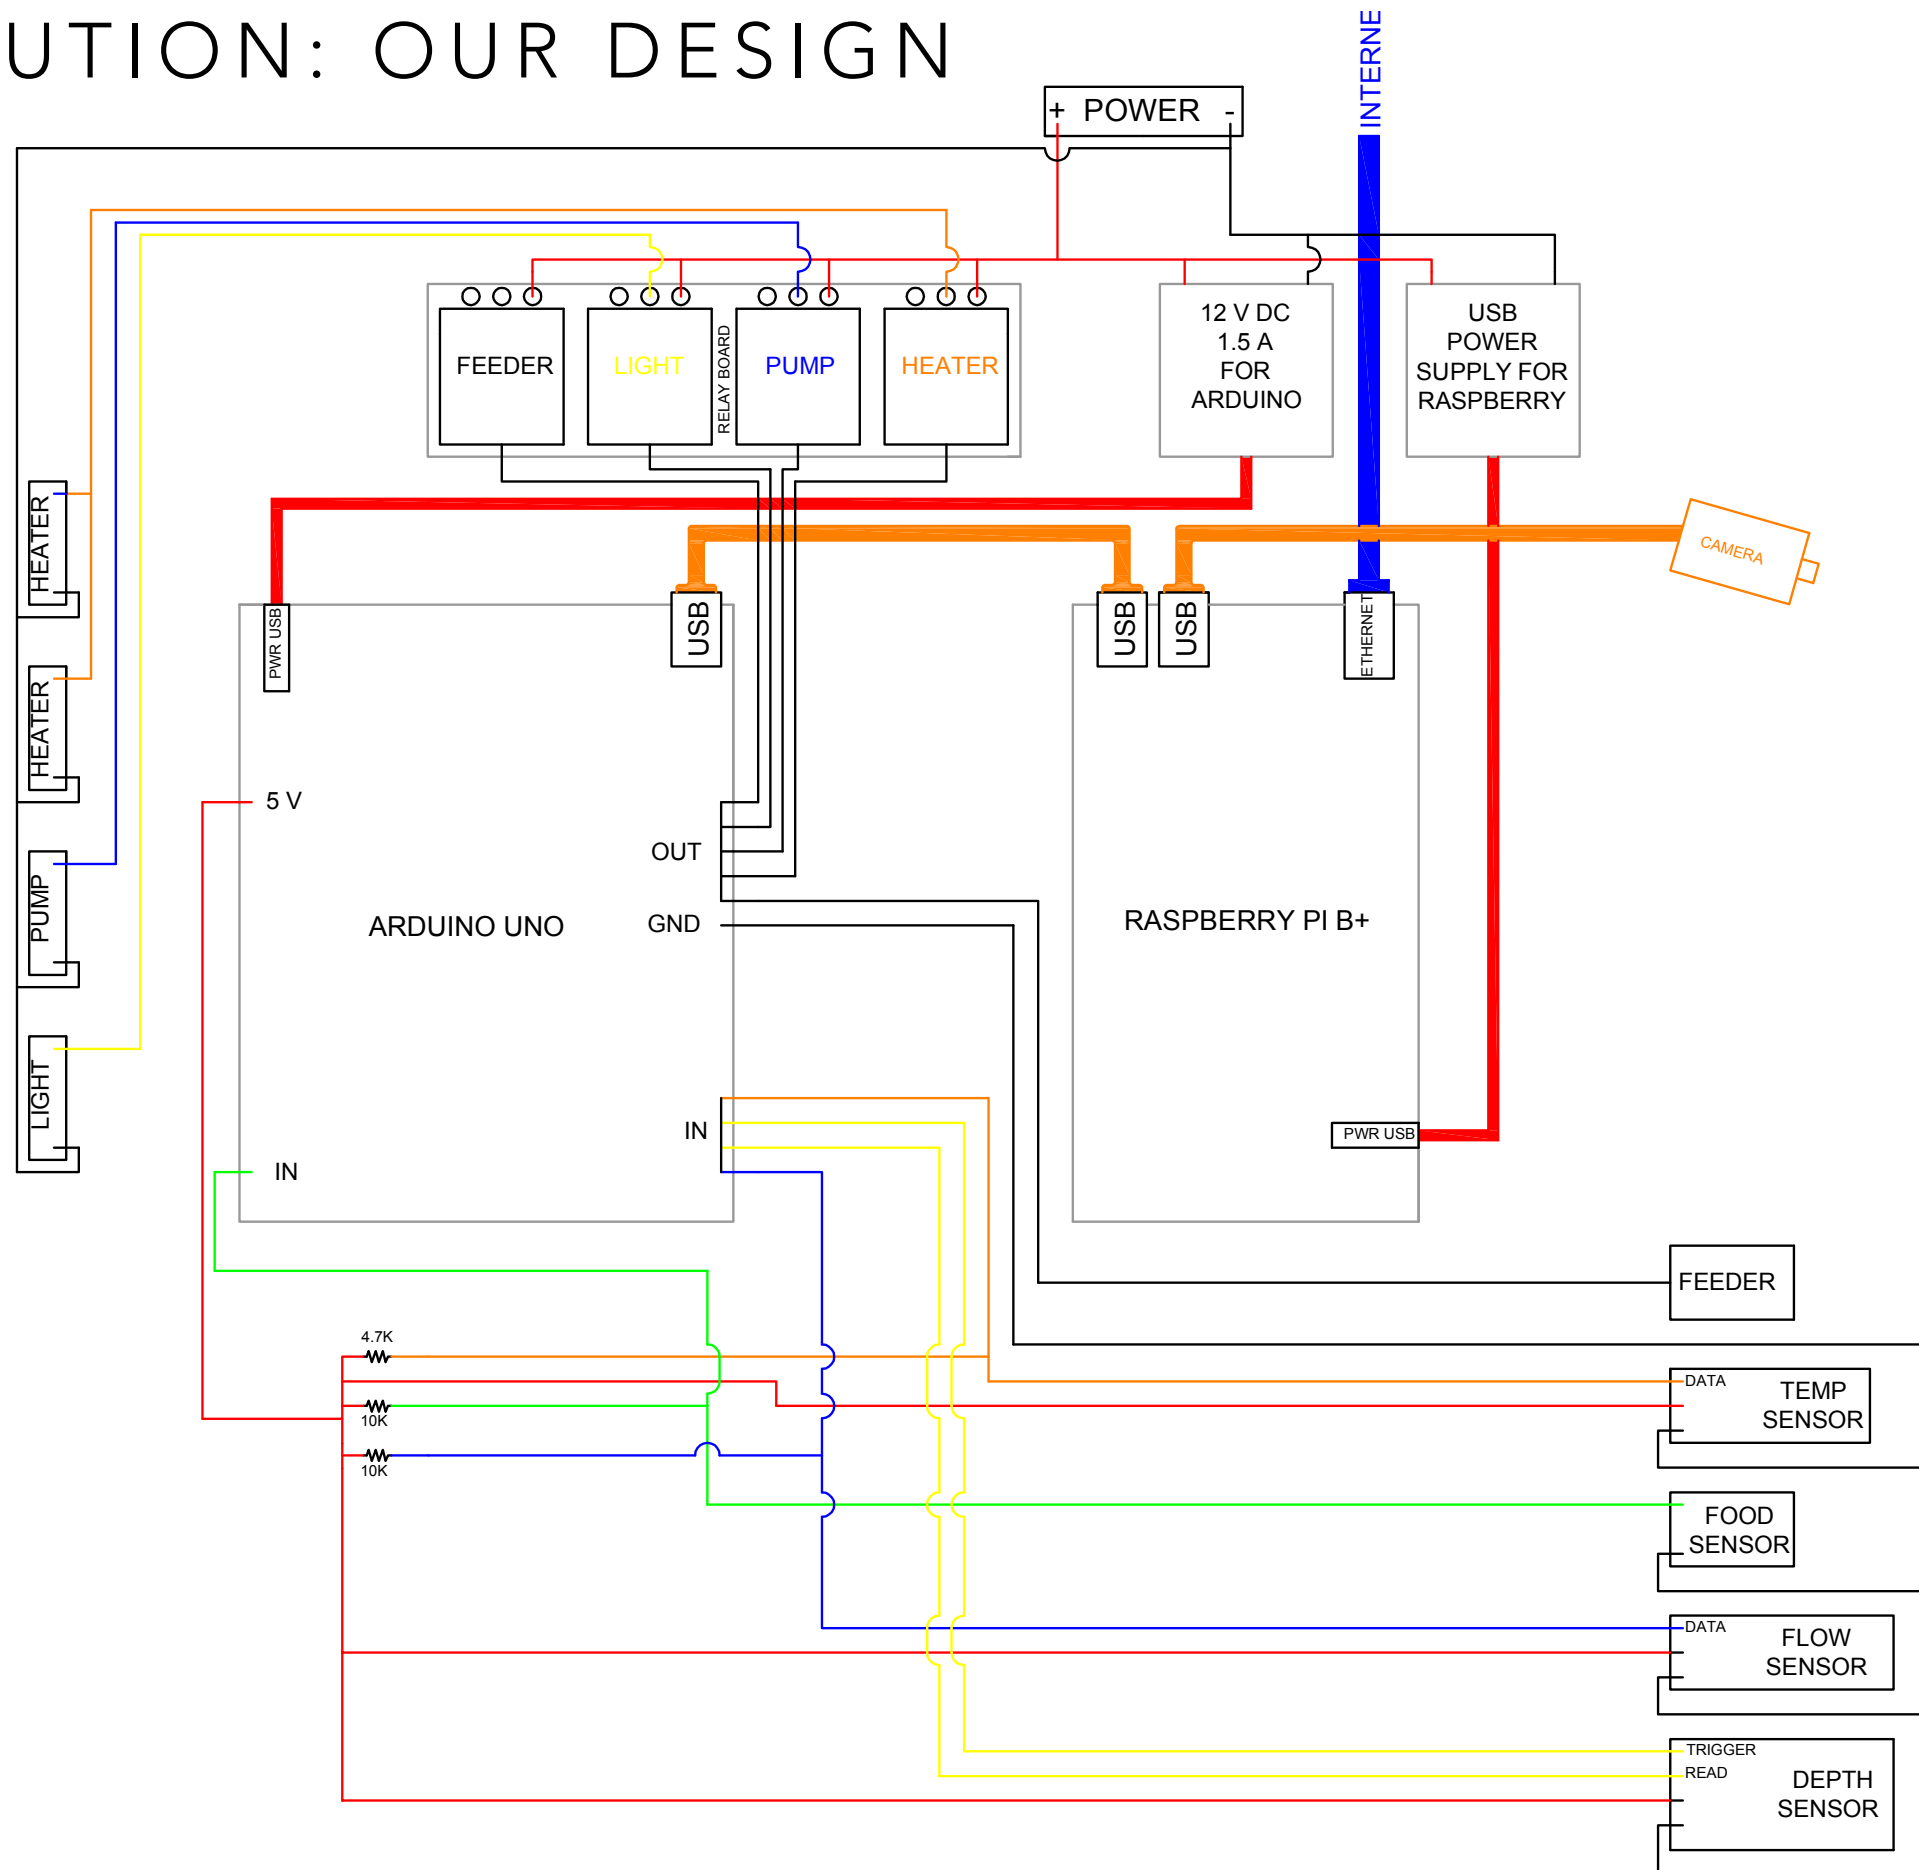 UTION: OUR DESIGN
INTERNE
+ POWER -
FEEDER
LIGHT
RELAY BOARD
PUMP
HEATER
12 V DC
1.5 A
FOR
ARDUINO
USB
POWER
SUPPLY FOR
RASPBERRY
CAMERA
HEATER
HEATER
PUMP
LIGHT
PWR USB
USB
5 V
OUT
ARDUINO UNO
GND
IN
IN
USB
USB
ETHERNET
RASPBERRY PI B+
PWR USB
FEEDER
4.7K
10K
10K
DATA
TEMP
SENSOR
FOOD
SENSOR
DATA
FLOW
SENSOR
TRIGGER
READ
DEPTH
SENSOR